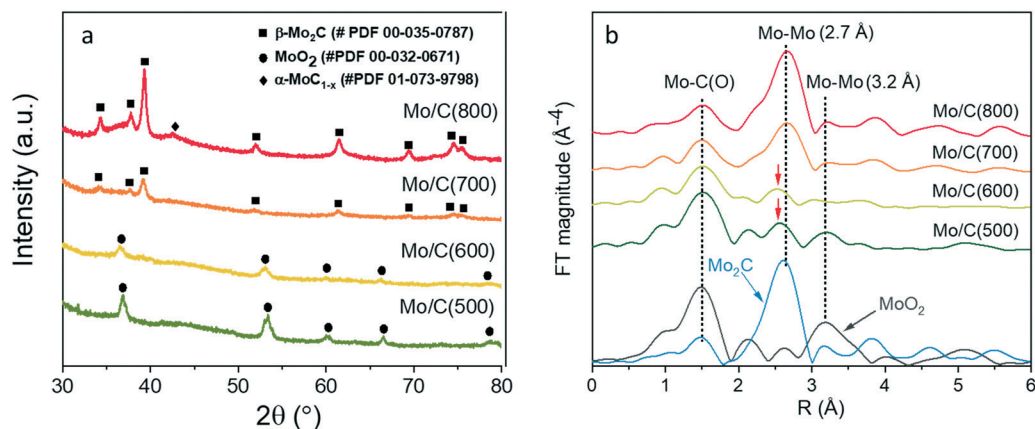 a
■ β-Mo₂C (# PDF 00-035-0787)
● MoO₂ (#PDF 00-032-0671)
◆ α-MoC₁₋ₓ (#PDF 01-073-9798)
Mo/C(800)
Mo/C(700)
Mo/C(600)
Mo/C(500)
Intensity (a.u.)
30 40 50 60 70 80
2θ (°)
b
Mo-Mo (2.7 Å)
Mo-C(O)
Mo-Mo (3.2 Å)
Mo/C(800)
Mo/C(700)
Mo/C(600)
Mo/C(500)
Mo₂C
MoO₂
FT magnitude (Å⁻⁴)
0 1 2 3 4 5 6
R (Å)